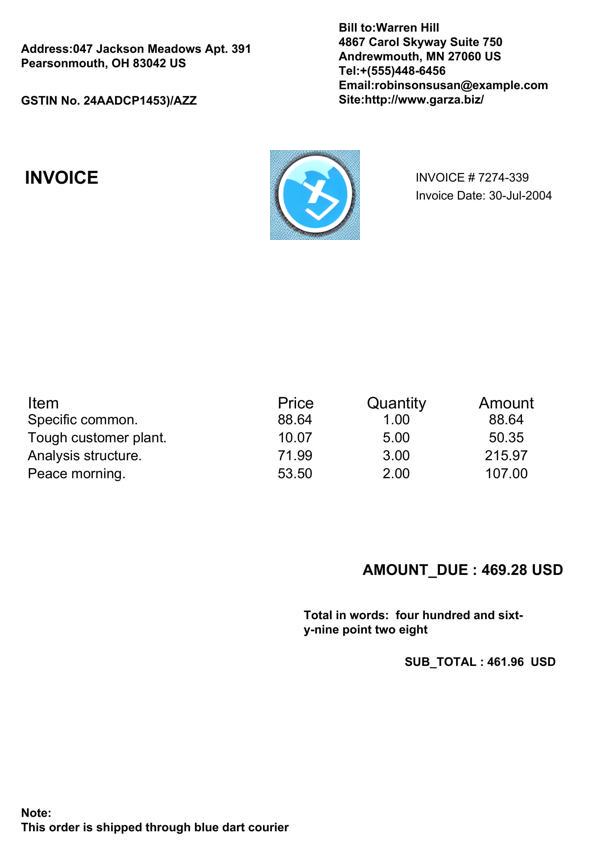 Address:047 Jackson Meadows Apt. 391
Pearsonmouth, OH 83042 US
GSTIN No. 24AADCP1453)/AZZ
Bill to:Warren Hill
4867 Carol Skyway Suite 750
Andrewmouth, MN 27060 US
Tel:+(555)448-6456
Email:robinsonsusan@example.com
Site:http://www.garza.biz/
INVOICE
INVOICE # 7274-339
Invoice Date: 30-Jul-2004
Item Price Quantity Amount
Specific common. 88.64 1.00 88.64
Tough customer plant. 10.07 5.00 50.35
Analysis structure. 71.99 3.00 215.97
Peace morning. 53.50 2.00 107.00
AMOUNT_DUE : 469.28 USD
Total in words:  four hundred and sixt-
y-nine point two eight
SUB_TOTAL : 461.96  USD
Note:
This order is shipped through blue dart courier